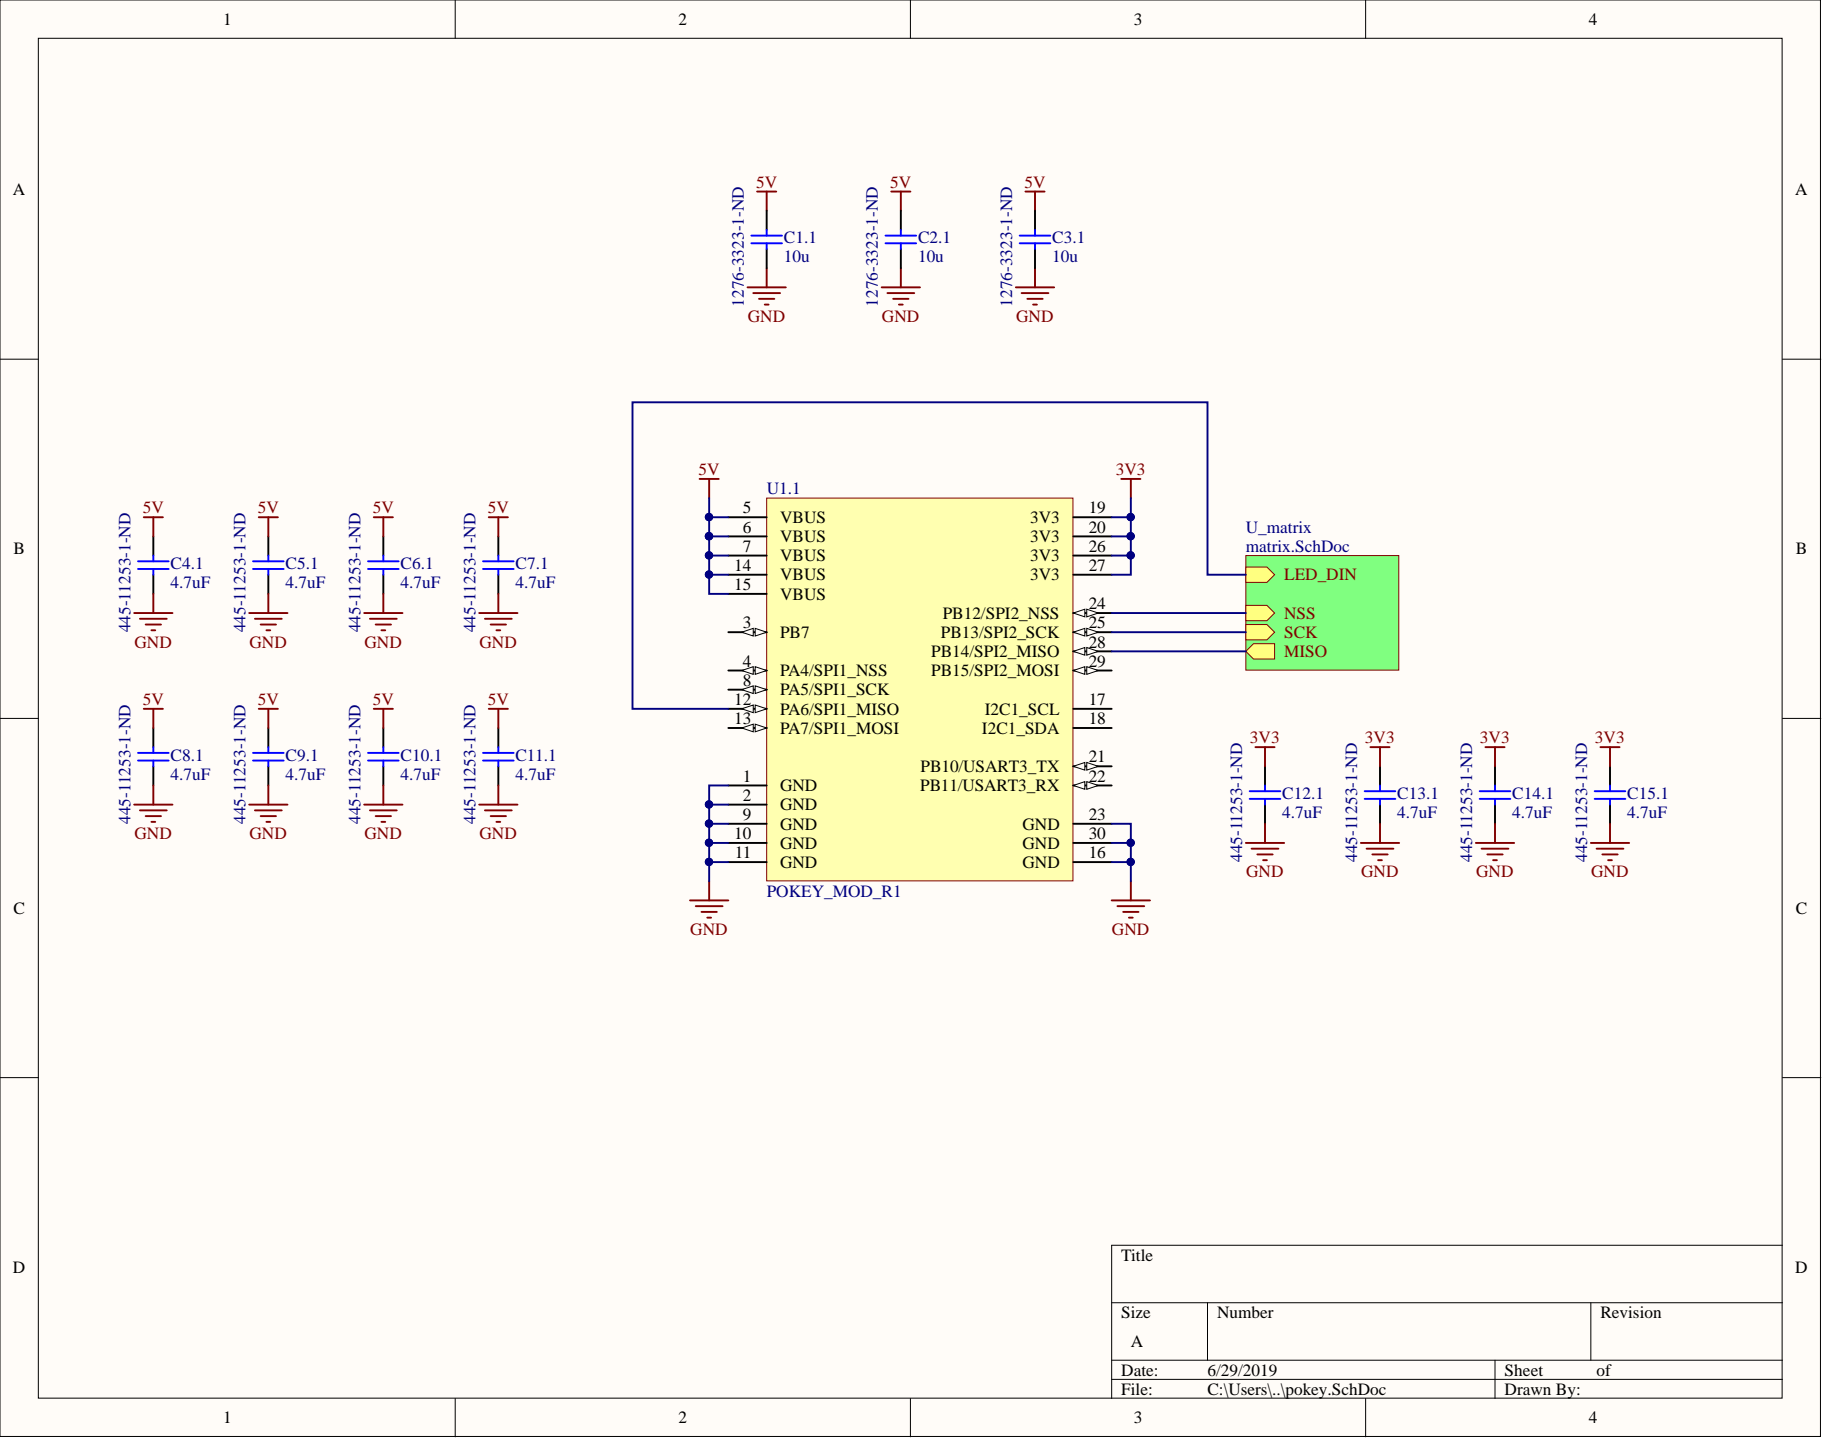 1 2 3 4
A A
5V 5V 5V
1276-3323-1-ND 1276-3323-1-ND 1276-3323-1-ND
C1.1 C2.1 C3.1
10u 10u 10u
GND GND GND
B B
5V 5V 5V 5V
445-11253-1-ND 445-11253-1-ND 445-11253-1-ND 445-11253-1-ND
C4.1 C5.1 C6.1 C7.1
4.7uF 4.7uF 4.7uF 4.7uF
GND GND GND GND
5V 5V 5V 5V
445-11253-1-ND 445-11253-1-ND 445-11253-1-ND 445-11253-1-ND
C8.1 C9.1 C10.1 C11.1
4.7uF 4.7uF 4.7uF 4.7uF
GND GND GND GND
5V 3V3
U1.1
5 VBUS 3V3 19
6 VBUS 3V3 20
7 VBUS 3V3 26
14 VBUS 3V3 27
15 VBUS
PB12/SPI2_NSS 24
3 PB7 PB13/SPI2_SCK 25
PB14/SPI2_MISO 28
4 PA4/SPI1_NSS PB15/SPI2_MOSI 29
8 PA5/SPI1_SCK
12 PA6/SPI1_MISO I2C1_SCL 17
13 PA7/SPI1_MOSI I2C1_SDA 18
PB10/USART3_TX 21
1 GND PB11/USART3_RX 22
2 GND
9 GND GND 23
10 GND GND 30
11 GND GND 16
POKEY_MOD_R1
GND GND
U_matrix
matrix.SchDoc
LED_DIN
NSS
SCK
MISO
3V3 3V3 3V3 3V3
445-11253-1-ND 445-11253-1-ND 445-11253-1-ND 445-11253-1-ND
C12.1 C13.1 C14.1 C15.1
4.7uF 4.7uF 4.7uF 4.7uF
GND GND GND GND
C C
D D
Title
Size Number Revision
A
Date: 6/29/2019 Sheet of
File: C:\Users\..\pokey.SchDoc Drawn By:
1 2 3 4